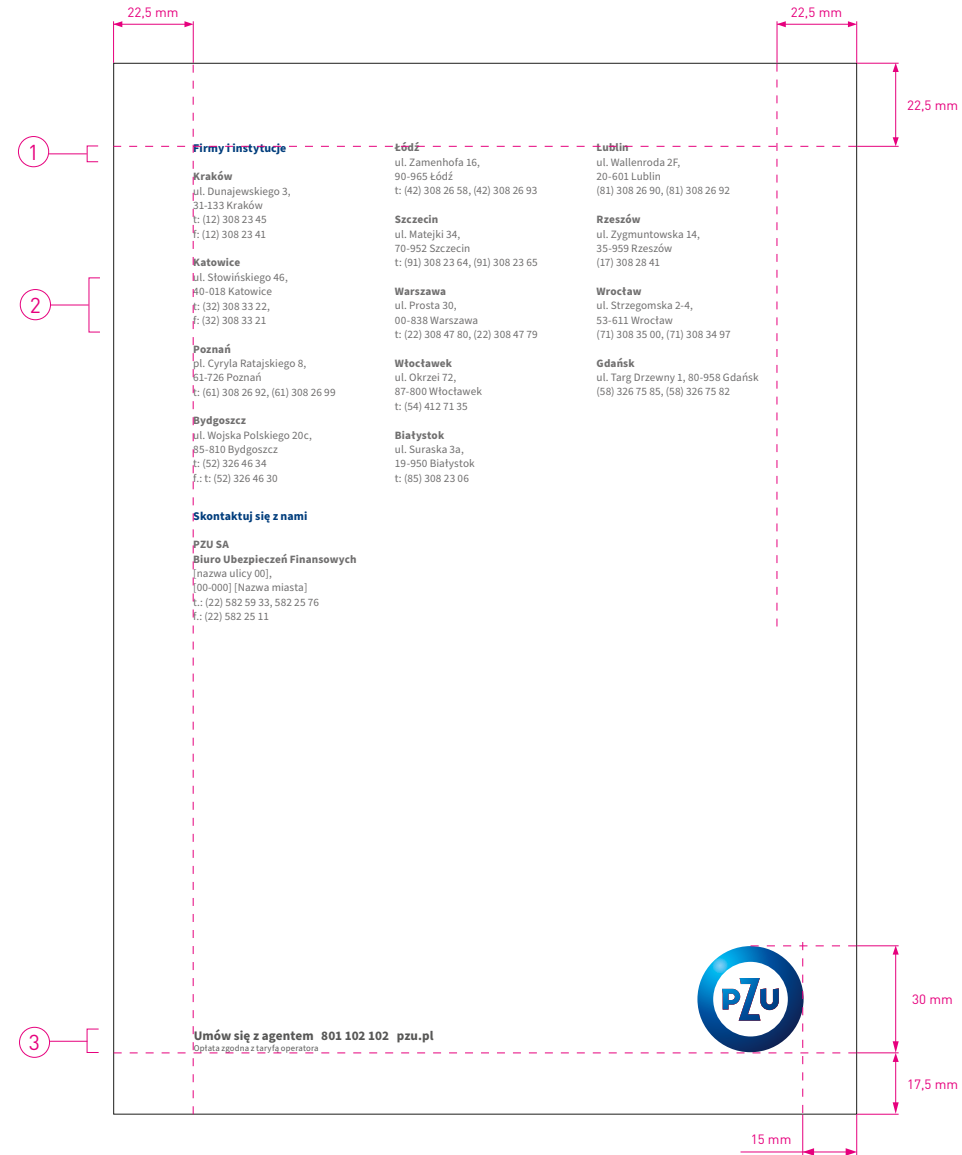 22,5 mm
22,5 mm
22,5 mm
1
Firmy i instytucje
Kraków
ul. Dunajewskiego 3,
31-133 Kraków
t: (12) 308 23 45
f: (12) 308 23 41
Katowice
ul. Słowińskiego 46,
40-018 Katowice
t: (32) 308 33 22,
f: (32) 308 33 21
2
Poznań
pl. Cyryla Ratajskiego 8,
61-726 Poznań
t: (61) 308 26 92, (61) 308 26 99
Bydgoszcz
ul. Wojska Polskiego 20c,
85-810 Bydgoszcz
t: (52) 326 46 34
f.: t: (52) 326 46 30
Łódź
ul. Zamenhofa 16,
90-965 Łódź
t: (42) 308 26 58, (42) 308 26 93
Szczecin
ul. Matejki 34,
70-952 Szczecin
t: (91) 308 23 64, (91) 308 23 65
Warszawa
ul. Prosta 30,
00-838 Warszawa
t: (22) 308 47 80, (22) 308 47 79
Włocławek
ul. Okrzei 72,
87-800 Włocławek
t: (54) 412 71 35
Białystok
ul. Suraska 3a,
19-950 Białystok
t: (85) 308 23 06
Lublin
ul. Wallenroda 2F,
20-601 Lublin
(81) 308 26 90, (81) 308 26 92
Rzeszów
ul. Zygmuntowska 14,
35-959 Rzeszów
(17) 308 28 41
Wrocław
ul. Strzegomska 2-4,
53-611 Wrocław
(71) 308 35 00, (71) 308 34 97
Gdańsk
ul. Targ Drzewny 1, 80-958 Gdańsk
(58) 326 75 85, (58) 326 75 82
Skontaktuj się z nami
PZU SA
Biuro Ubezpieczeń Finansowych
[nazwa ulicy 00],
[00-000] [Nazwa miasta]
t.: (22) 582 59 33, 582 25 76
f.: (22) 582 25 11
PZU
30 mm
3
Umów się z agentem 801 102 102 pzu.pl
Opłata zgodna z taryfą operatora
17,5 mm
15 mm